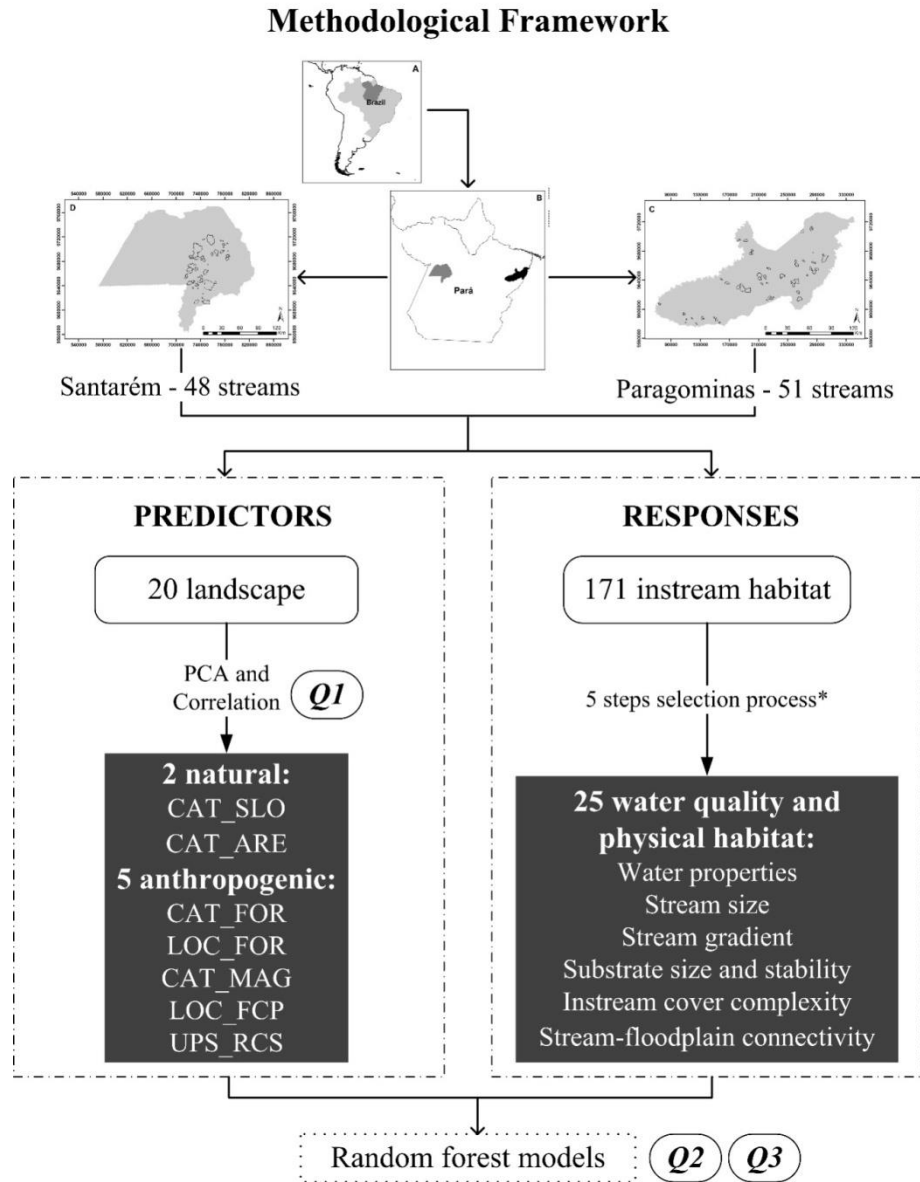 Methodological Framework
A
Brazil
B
Pará
D
C
Santarém - 48 streams
Paragominas - 51 streams
PREDICTORS
20 landscape
PCA and
Correlation
Q1
2 natural:
CAT_SLO
CAT_ARE
5 anthropogenic:
CAT_FOR
LOC_FOR
CAT_MAG
LOC_FCP
UPS_RCS
RESPONSES
171 instream habitat
5 steps selection process*
25 water quality and
physical habitat:
Water properties
Stream size
Stream gradient
Substrate size and stability
Instream cover complexity
Stream-floodplain connectivity
Random forest models
Q2
Q3